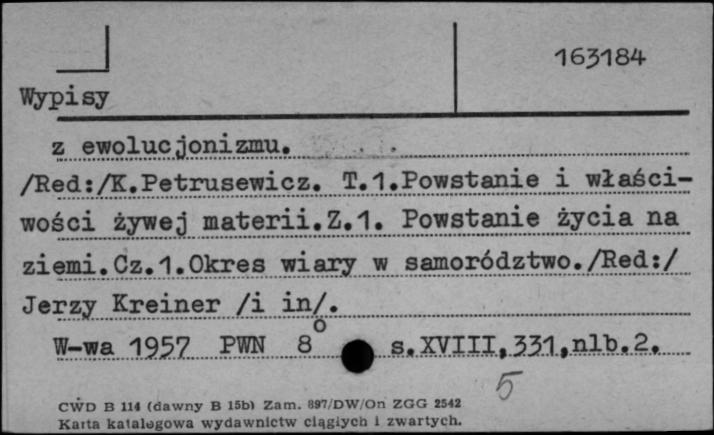 163184
Wypisy
z ewolucjonizmu.
/Red:/K.Petrusewicz. T.1.Powstanie i właści-
wości żywej materii.Z.1. Powstanie życia na
ziemi.Cz.1.Okres wiary w samorództwo./Red:/
Jerzy Kreiner /i in/.
W-wa 1957 PWN 8° s.XVIII,331,nlb.2.
5
CWD B 114 (dawny B 15b) Zam. 897/DW/On ZGG 2542
Karta katalogowa wydawnictw ciągłych i zwartych.